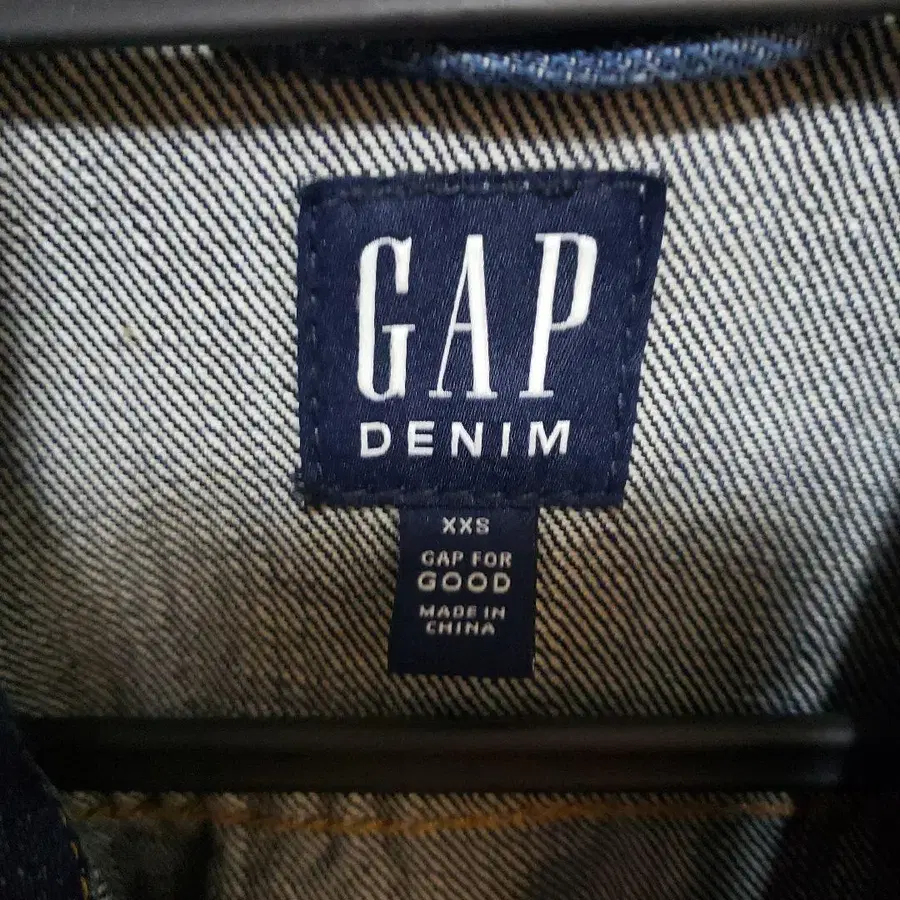 GAP
DENIM
XXS
GAP FOR
GOOD
MADE IN
CHINA